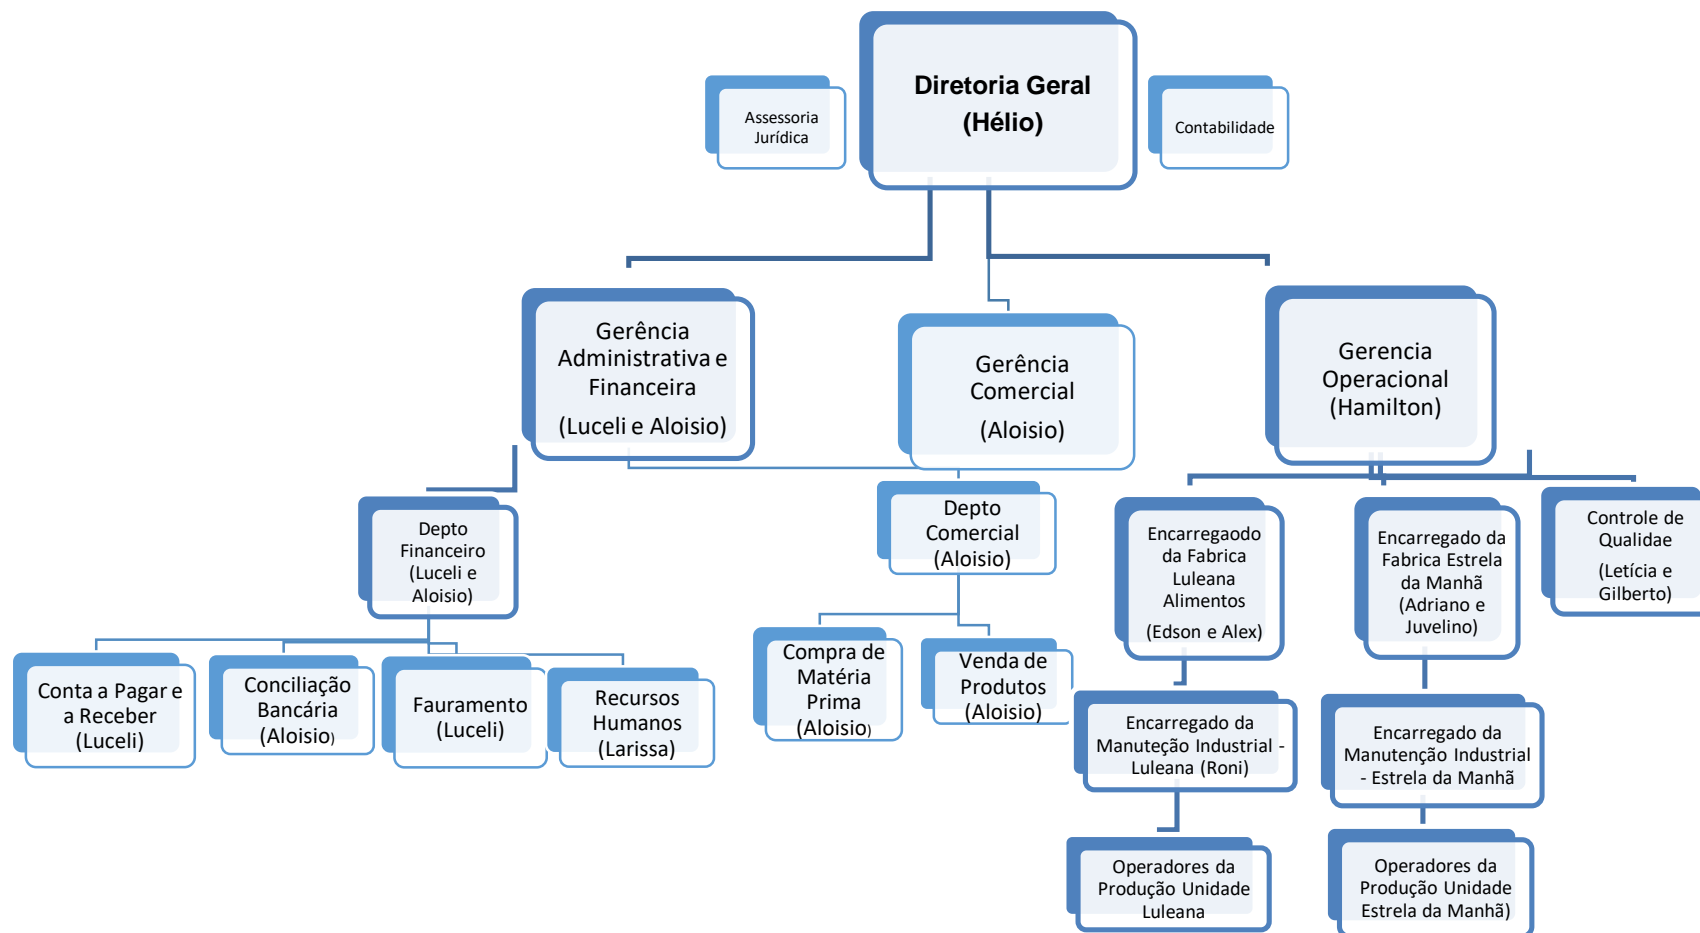 Diretoria Geral
(Hélio)
Assessoria
Jurídica
Contabilidade
Gerência
Administrativa e
Financeira
(Luceli e Aloisio)
Gerência
Comercial
(Aloisio)
Gerencia
Operacional
(Hamilton)
Depto
Financeiro
(Luceli e
Aloisio)
Depto
Comercial
(Aloisio)
Encarregaodo
da Fabrica
Luleana
Alimentos
(Edson e Alex)
Encarregado da
Fabrica Estrela
da Manhã
(Adriano e
Juvelino)
Controle de
Qualidae
(Letícia e
Gilberto)
Conta a Pagar e
a Receber
(Luceli)
Conciliação
Bancária
(Aloisio)
Fauramento
(Luceli)
Recursos
Humanos
(Larissa)
Compra de
Matéria
Prima
(Aloisio)
Venda de
Produtos
(Aloisio)
Encarregado da
Manuteção Industrial -
Luleana (Roni)
Encarregado da
Manutenção Industrial
- Estrela da Manhã
Operadores da
Produção Unidade
Luleana
Operadores da
Produção Unidade
Estrela da Manhã)